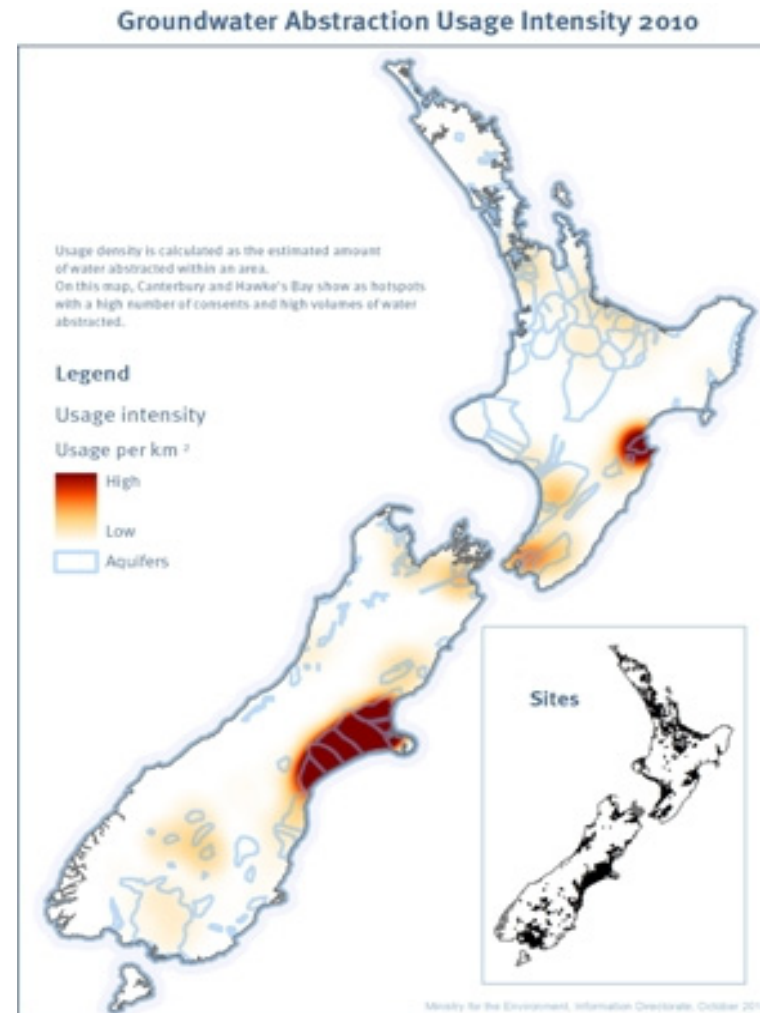 Groundwater Abstraction Usage Intensity 2010
Usage density is calculated as the estimated amount
of water abstracted within an area.
On this map, Canterbury and Hawke's Bay show as hotspots
with a high number of consents and high volumes of water
abstracted.
Legend
Usage intensity
Usage per km ²
High
Low
Aquifers
Sites
Ministry for the Environment, Information Directorate, October 201